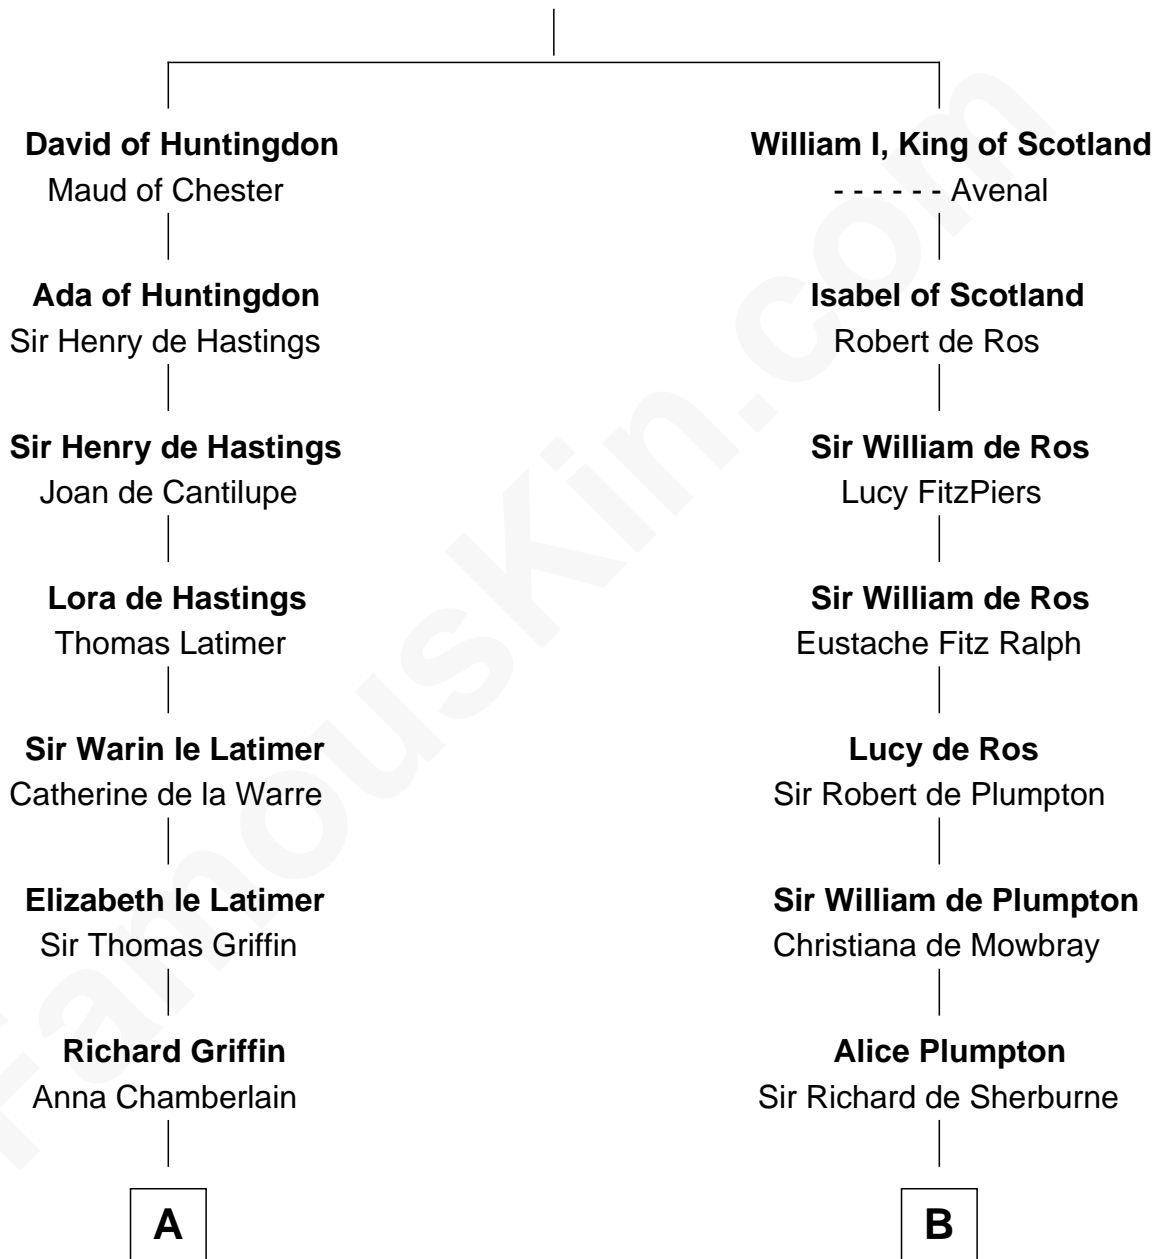 David of Huntingdon
Maud of Chester
Ada of Huntingdon
Sir Henry de Hastings
Sir Henry de Hastings
Joan de Cantilupe
Lora de Hastings
Thomas Latimer
Sir Warin le Latimer
Catherine de la Warre
Elizabeth le Latimer
Sir Thomas Griffin
Richard Griffin
Anna Chamberlain
A
William I, King of Scotland
- - - - - - Avenal
Isabel of Scotland
Robert de Ros
Sir William de Ros
Lucy FitzPiers
Sir William de Ros
Eustache Fitz Ralph
Lucy de Ros
Sir Robert de Plumpton
Sir William de Plumpton
Christiana de Mowbray
Alice Plumpton
Sir Richard de Sherburne
B
FamousKin.com